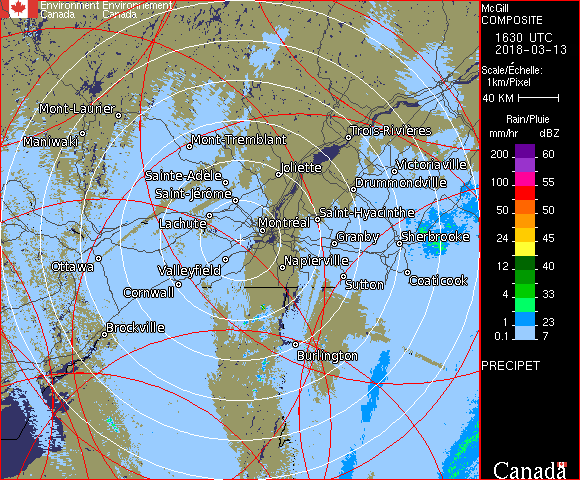 Environment Environnement
Canada Canada
McGill
COMPOSITE
1630 UTC
2018-03-13
Scale/Échelle:
1km/Pixel
40 KM
Rain/Pluie
mm/hr dBZ
200 60
100 55
50 50
24 45
12 40
4 33
1 23
0.1 7
PRECIPET
Canada
Mont-Laurier
Maniwaki
Mont-Tremblant
Trois-Rivières
Joliette
Victoriaville
Sainte-Adèle
Drummondville
Saint-Jérôme
Saint-Hyacinthe
Lachute
Montréal
Granby
Sherbrooke
Ottawa
Valleyfield
Napierville
Cornwall
Sutton
Coaticook
Brockville
Burlington